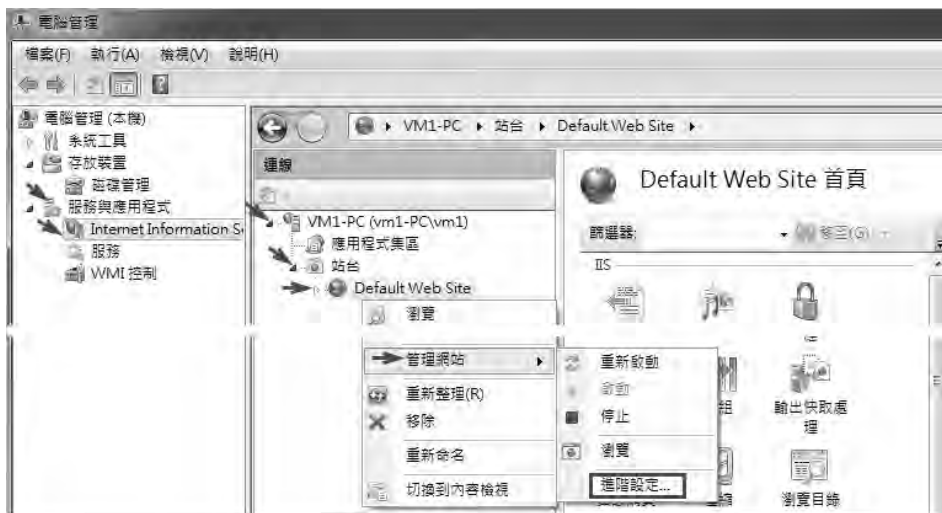 電腦管理
檔案(F) 執行(A) 檢視(V) 說明(H)
電腦管理 (本機)
系統工具
存放裝置
磁碟管理
服務與應用程式
Internet Information S
服務
WMI 控制
VM1-PC 站台 Default Web Site
連線
VM1-PC (vm1-PC\vm1)
應用程式集區
站台
Default Web Site
瀏覽
管理網站
重新整理(R)
移除
重新命名
切換到內容檢視
Default Web Site 首頁
篩選器: 移至(G)
IIS
重新啟動
啟動
停止
瀏覽
進階設定...
組
輸出快取處
理
瀏覽目錄